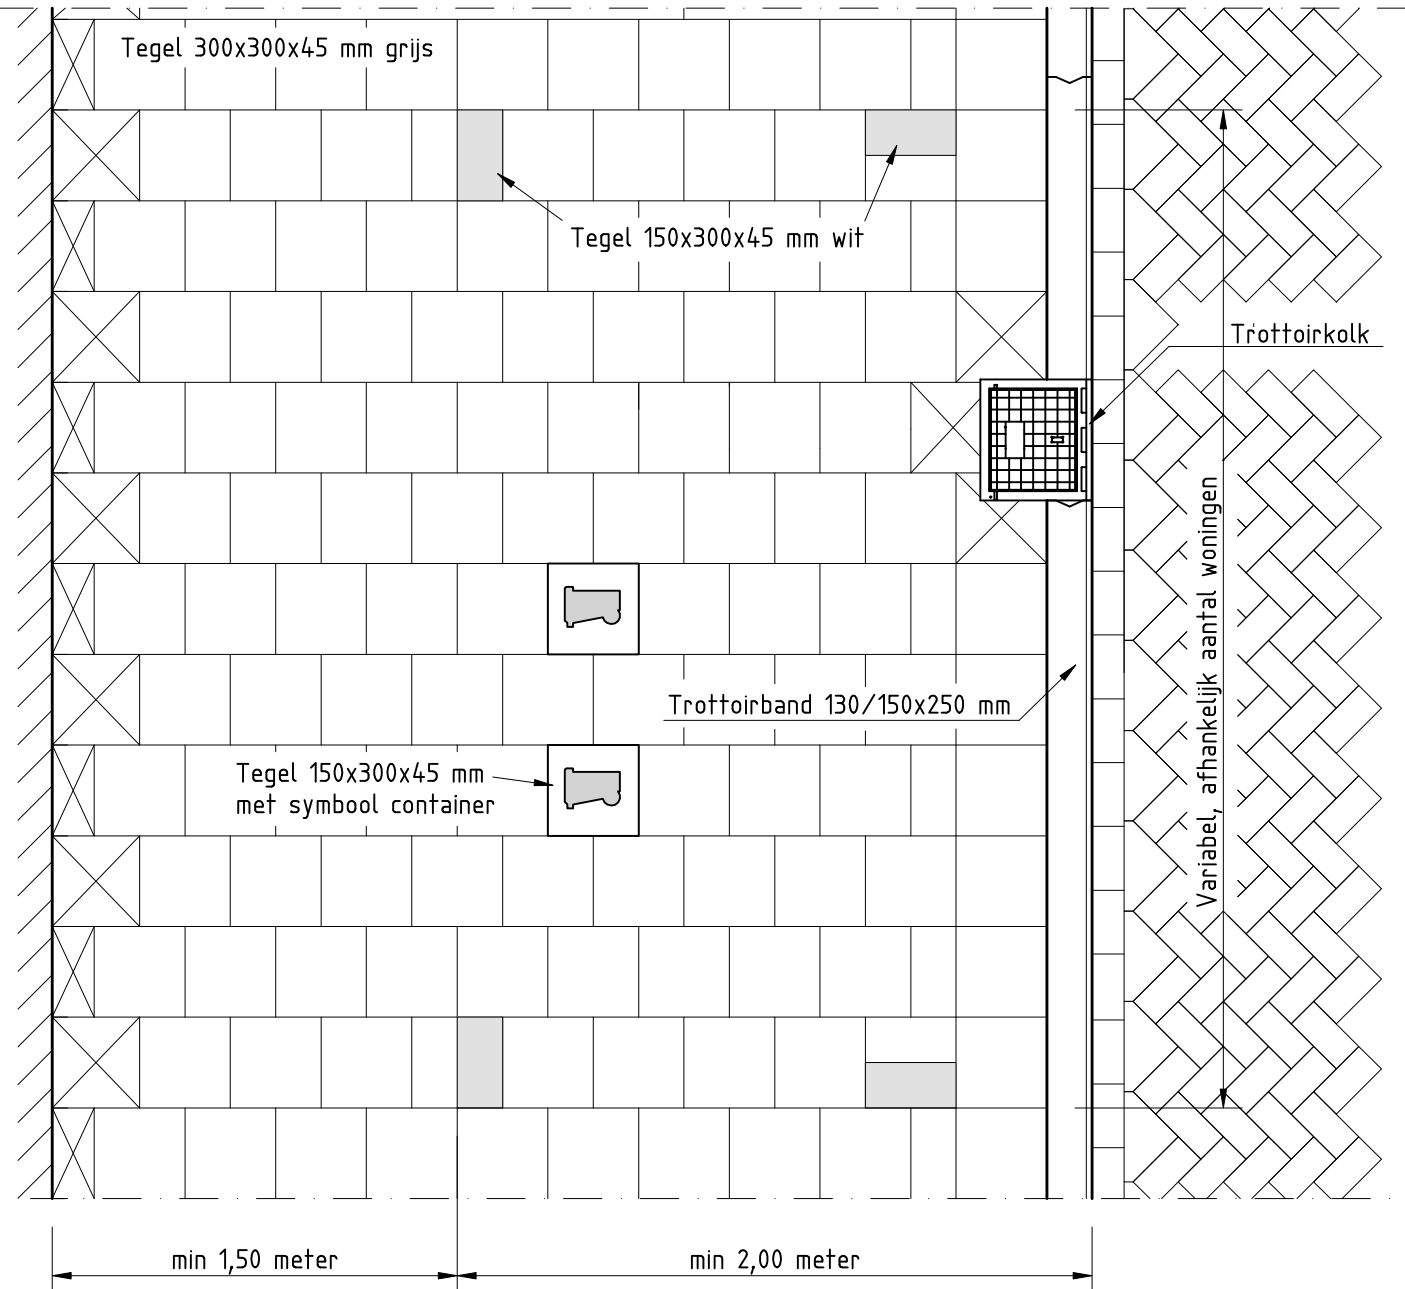 Tegel 300x300x45 mm grijs
Tegel 150x300x45 mm wit
Trottoirkolk
Variabel, afhankelijk aantal woningen
Trottoirband 130/150x250 mm
Tegel 150x300x45 mm
met symbool container
min 1,50 meter
min 2,00 meter